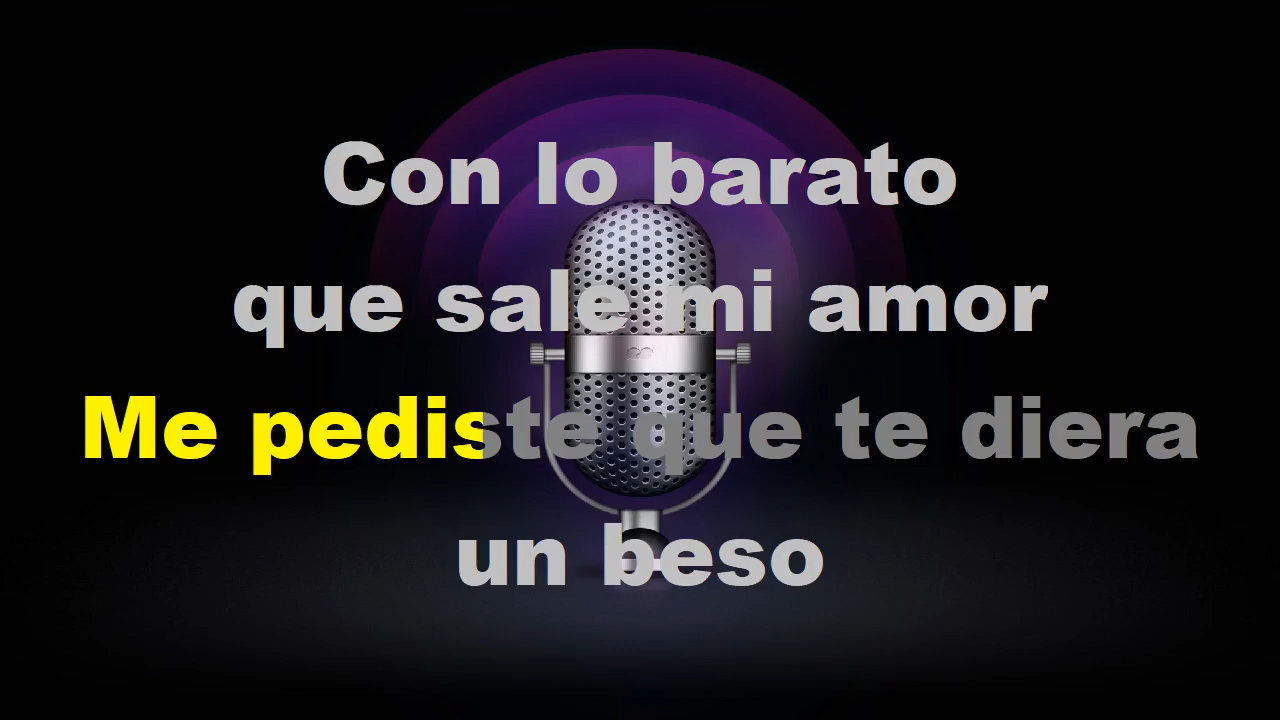 Con lo barato
que sale mi amor
Me pediste que te diera
un beso